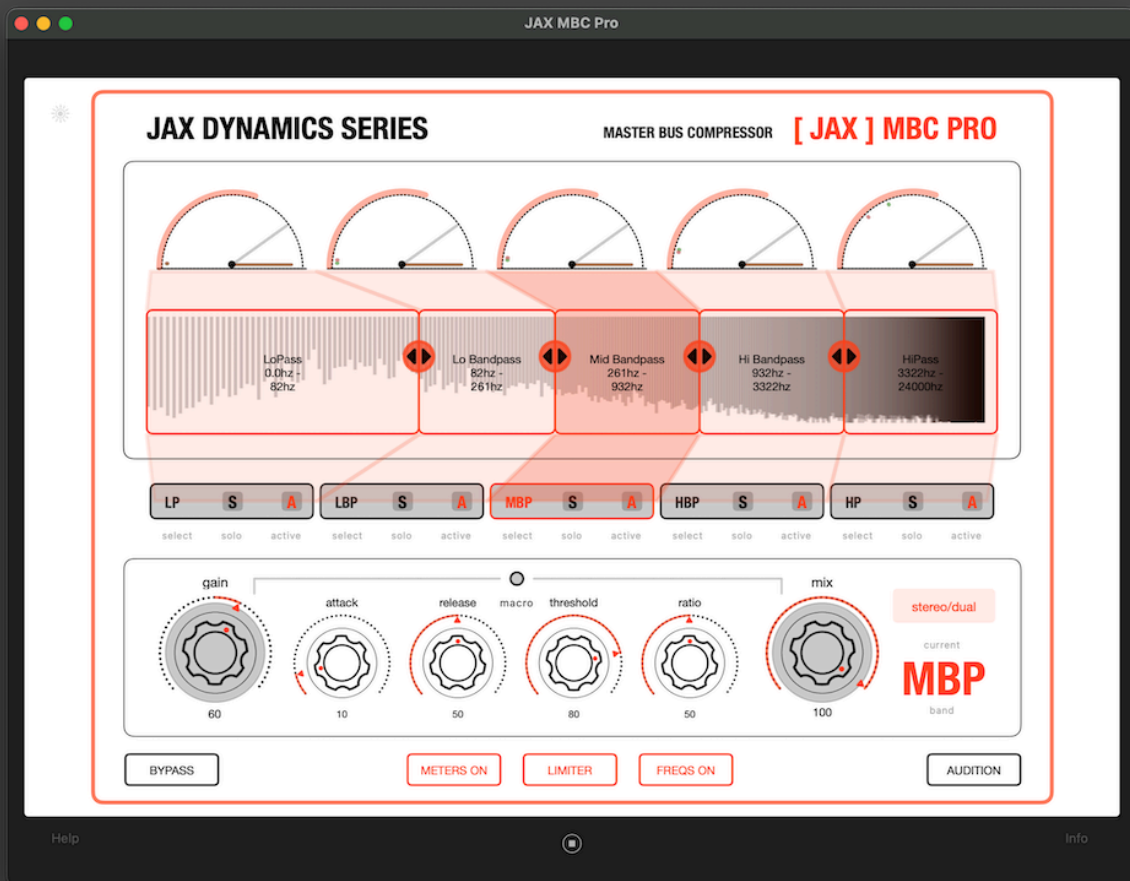 JAX MBC Pro
JAX DYNAMICS SERIES
MASTER BUS COMPRESSOR [ JAX ] MBC PRO
LoPass
0.0hz -
82hz
Lo Bandpass
82hz -
261hz
Mid Bandpass
261hz -
932hz
Hi Bandpass
932hz -
3322hz
HiPass
3322hz -
24000hz
LP S A LBP S A MBP S A HBP S A HP S A
select solo active select solo active select solo active select solo active select solo active
gain mix
attack release macro threshold ratio
stereo/dual
current
MBP
band
60 10 50 80 50 100
BYPASS METERS ON LIMITER FREQS ON AUDITION
Help Info